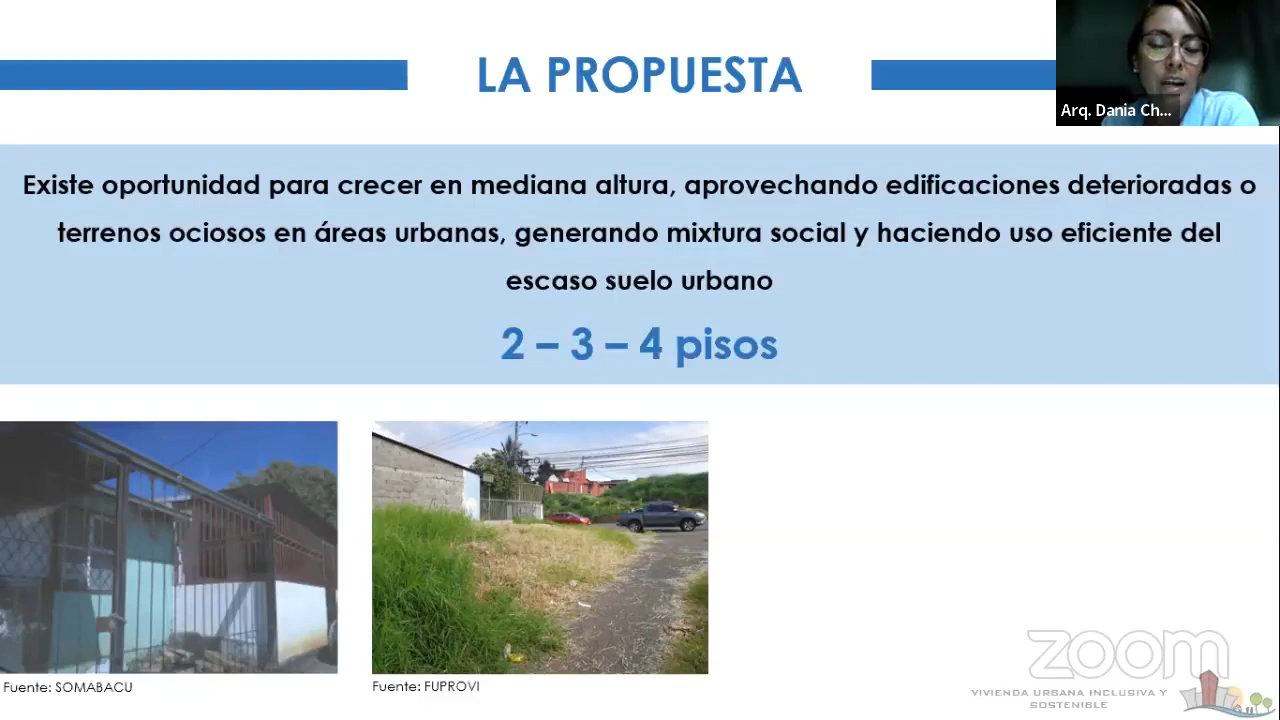 LA PROPUESTA
Arq. Dania Ch...
Existe oportunidad para crecer en mediana altura, aprovechando edificaciones deterioradas o
terrenos ociosos en áreas urbanas, generando mixtura social y haciendo uso eficiente del
escaso suelo urbano
2 – 3 – 4 pisos
Fuente: SOMABACU
Fuente: FUPROVI
zoom
VIVIENDA URBANA INCLUSIVA Y
SOSTENIBLE